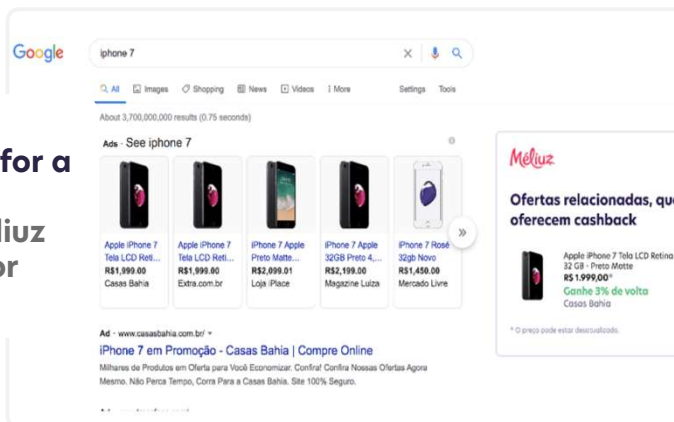 Google
iphone 7
All Images Shopping News Videos More Settings Tools
About 3,700,000,000 results (0.75 seconds)
for a
liuz
or
Ads · See iphone 7
Apple iPhone 7
Tela LCD Reti...
R$1,999.00
Casas Bahia
Apple iPhone 7
Tela LCD Reti...
R$1,999.00
Extra.com.br
iPhone 7 Apple
Preto Matte...
R$2,099.01
Loja iPlace
iPhone 7 Apple
32GB Preto 4,...
R$2,199.00
Magazine Luiza
iPhone 7 Rosé
32gb Novo
R$1,450.00
Mercado Livre
Ad · www.casasbahia.com.br/
iPhone 7 em Promoção - Casas Bahia | Compre Online
Milhares de Produtos em Oferta para Você Economizar. Confira! Confira Nossas Ofertas Agora
Mesmo. Não Perca Tempo, Corra Para a Casas Bahia. Site 100% Seguro.
Méliuz
Ofertas relacionadas, que
oferecem cashback
Apple iPhone 7 Tela LCD Retina
32 GB - Preto Matte
R$ 1.999,00*
Ganhe 3% de volta
Casas Bahia
* O preço pode estar desatualizado.